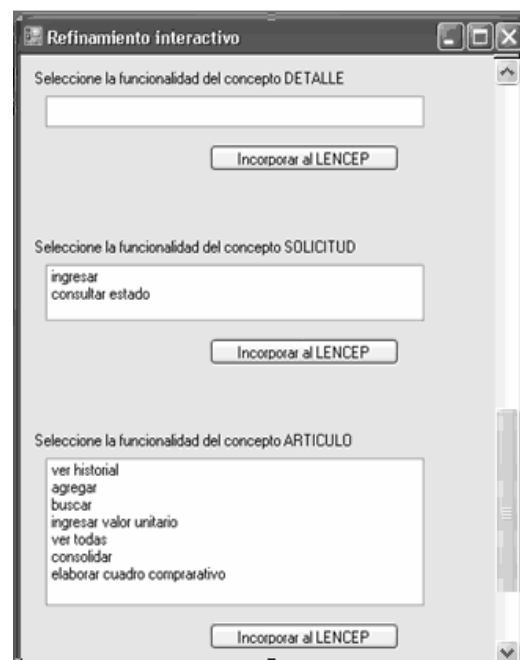 Refinamiento interactivo
Seleccione la funcionalidad del concepto DETALLE
Incorporar al LENCEP
Seleccione la funcionalidad del concepto SOLICITUD
ingresar
consultar estado
Incorporar al LENCEP
Seleccione la funcionalidad del concepto ARTICULO
ver historial
agregar
buscar
ingresar valor unitario
ver todas
consolidar
elaborar cuadro comprarativo
Incorporar al LENCEP